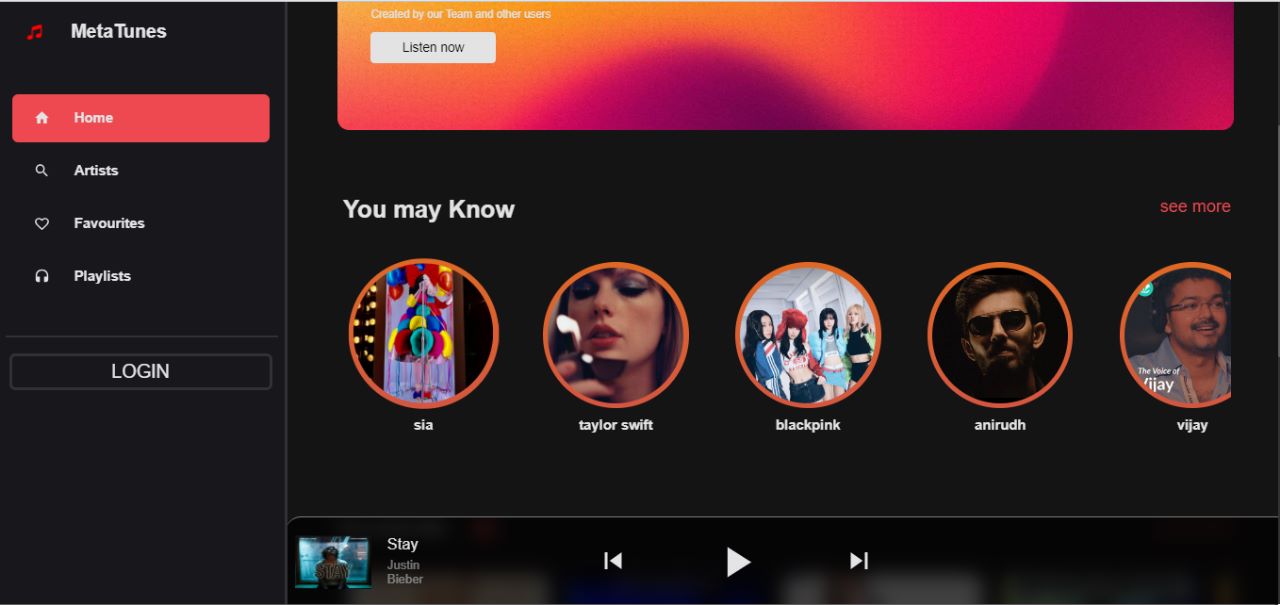 MetaTunes
Home
Artists
Favourites
Playlists
LOGIN
Created by our Team and other users
Listen now
You may Know
see more
The Voice of
Vijay
sia
taylor swift
blackpink
anirudh
vijay
STAY
Stay
Justin
Bieber